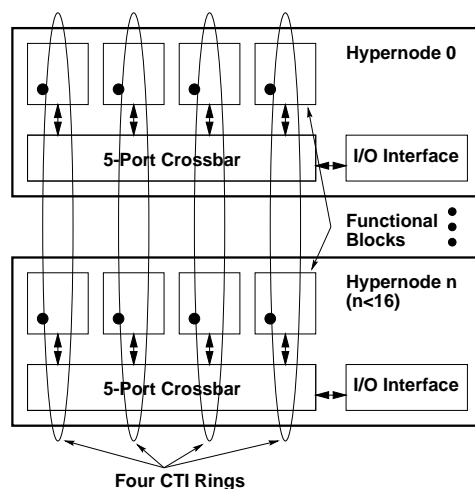 Hypernode 0
5-Port Crossbar
I/O Interface
Functional
Blocks
Hypernode n
(n<16)
5-Port Crossbar
I/O Interface
Four CTI Rings